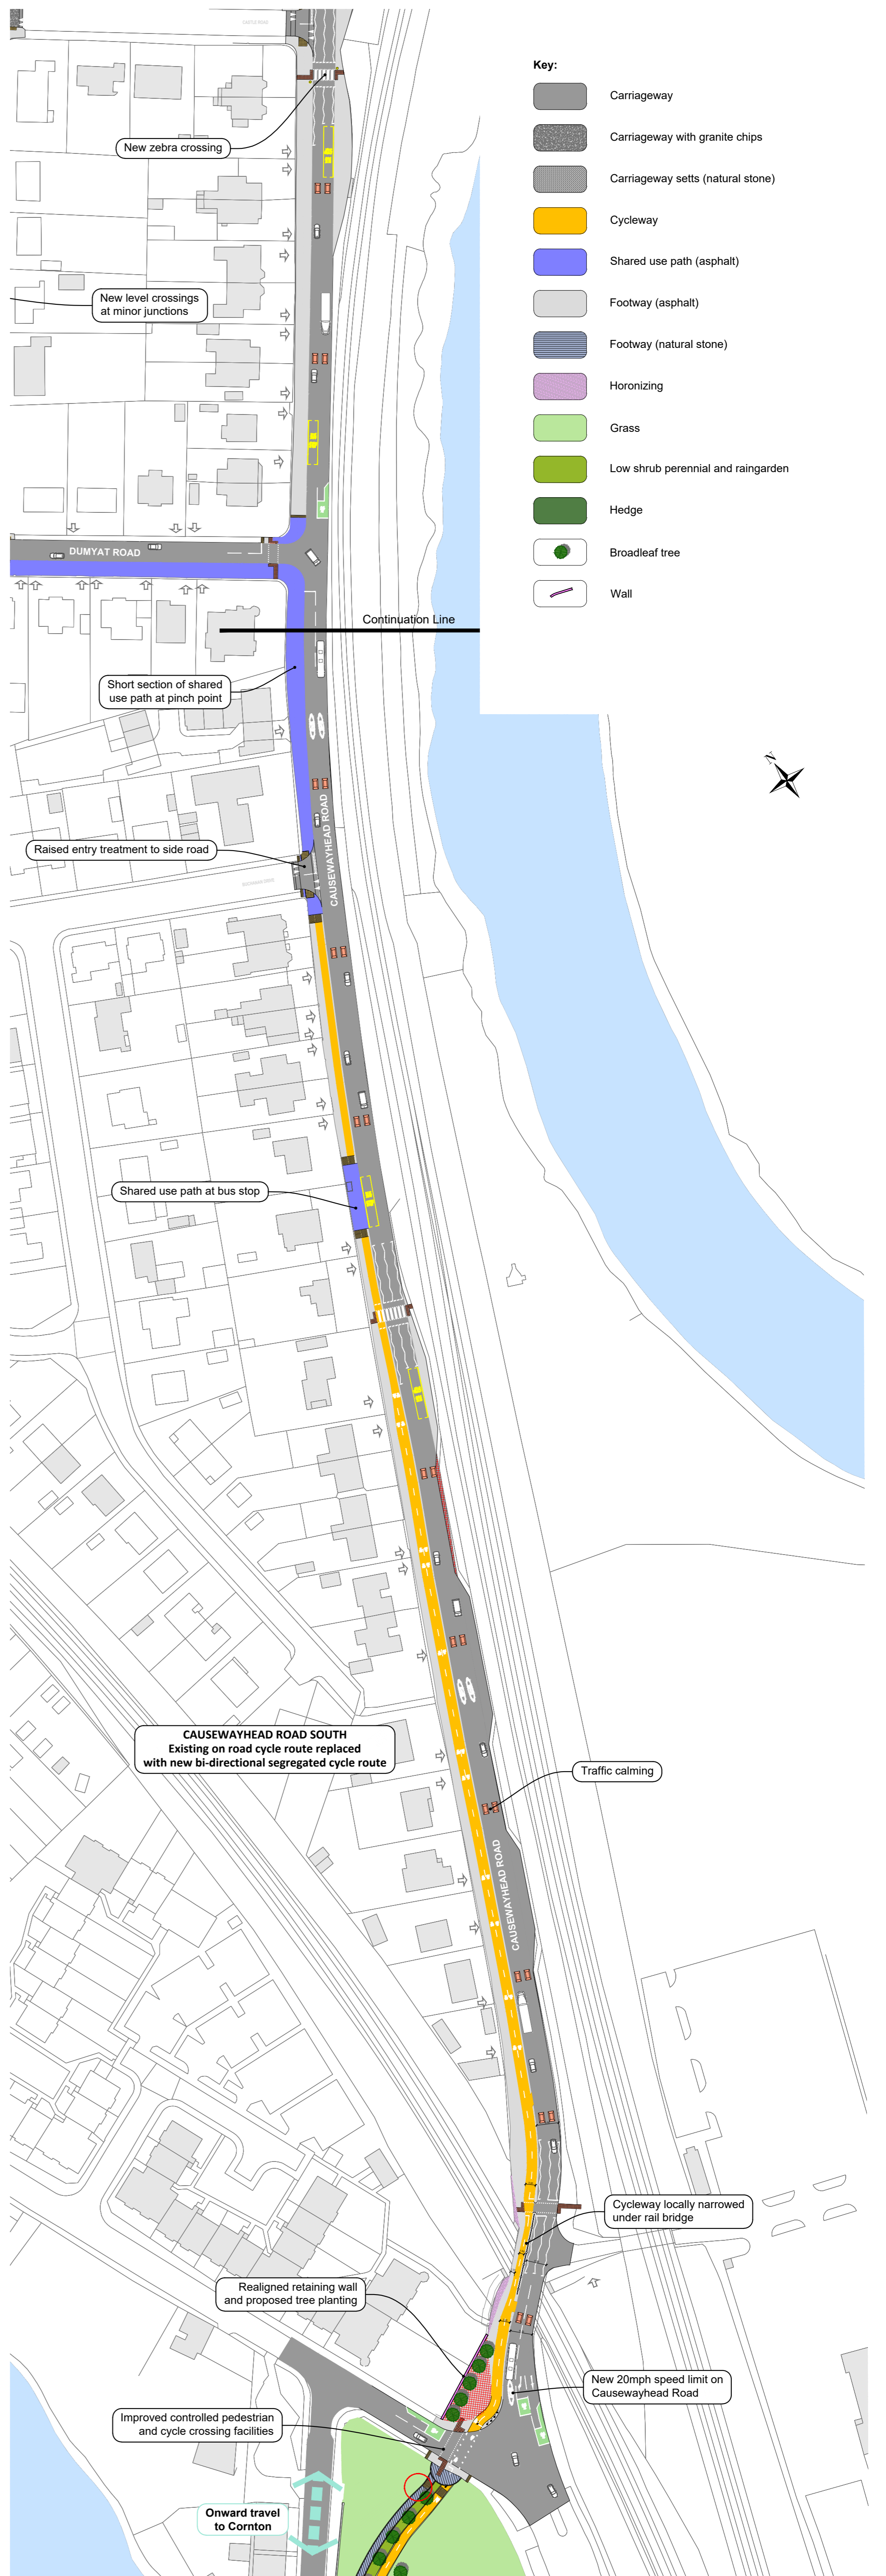 CASTLE ROAD
Key:
Carriageway
Carriageway with granite chips
Carriageway setts (natural stone)
Cycleway
Shared use path (asphalt)
Footway (asphalt)
Footway (natural stone)
Horonizing
Grass
Low shrub perennial and raingarden
Hedge
Broadleaf tree
Wall
New zebra crossing
New level crossings
at minor junctions
DUMYAT ROAD
Continuation Line
Short section of shared
use path at pinch point
N
CAUSEWAYHEAD ROAD
Raised entry treatment to side road
Shared use path at bus stop
CAUSEWAYHEAD ROAD SOUTH
Existing on road cycle route replaced
with new bi-directional segregated cycle route
Traffic calming
CAUSEWAYHEAD ROAD
Cycleway locally narrowed
under rail bridge
Realigned retaining wall
and proposed tree planting
New 20mph speed limit on
Causewayhead Road
Improved controlled pedestrian
and cycle crossing facilities
Onward travel
to Cornton